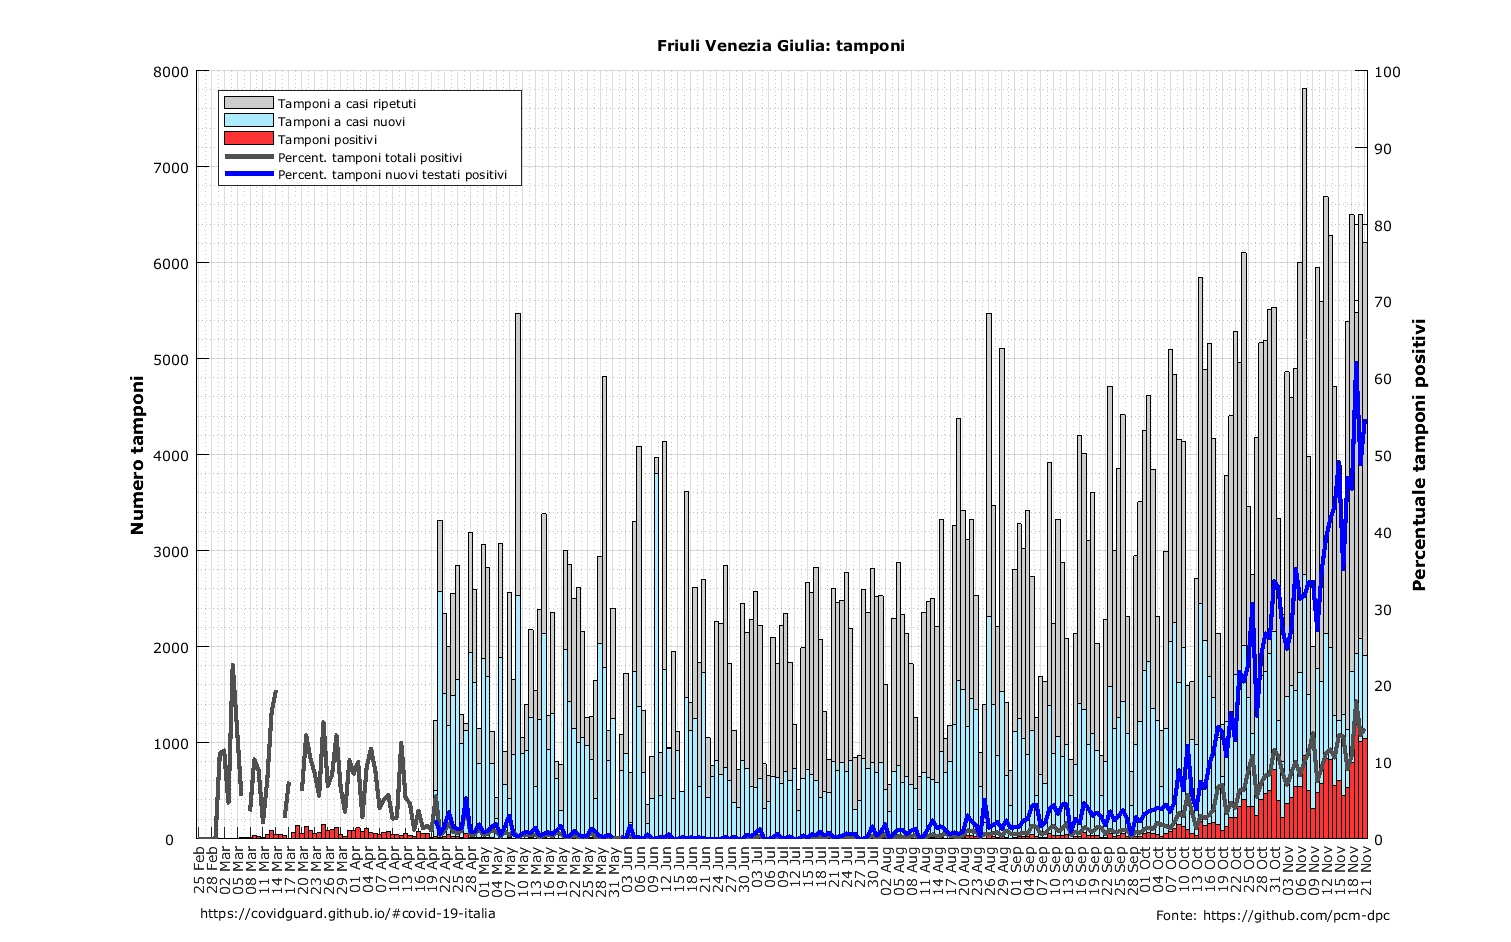 Friuli Venezia Giulia: tamponi
Tamponi a casi ripetuti
Tamponi a casi nuovi
Tamponi positivi
Percent. tamponi totali positivi
Percent. tamponi nuovi testati positivi
Numero tamponi
8000
7000
6000
5000
4000
3000
2000
1000
0
Percentuale tamponi positivi
100
90
80
70
60
50
40
30
20
10
0
25 Feb
28 Feb
02 Mar
05 Mar
08 Mar
11 Mar
14 Mar
17 Mar
20 Mar
23 Mar
26 Mar
29 Mar
01 Apr
04 Apr
07 Apr
10 Apr
13 Apr
16 Apr
19 Apr
22 Apr
25 Apr
28 Apr
01 May
04 May
07 May
10 May
13 May
16 May
19 May
22 May
25 May
28 May
31 May
03 Jun
06 Jun
09 Jun
12 Jun
15 Jun
18 Jun
21 Jun
24 Jun
27 Jun
30 Jun
03 Jul
06 Jul
09 Jul
12 Jul
15 Jul
18 Jul
21 Jul
24 Jul
27 Jul
30 Jul
02 Aug
05 Aug
08 Aug
11 Aug
14 Aug
17 Aug
20 Aug
23 Aug
26 Aug
29 Aug
01 Sep
04 Sep
07 Sep
10 Sep
13 Sep
16 Sep
19 Sep
22 Sep
25 Sep
28 Sep
01 Oct
04 Oct
07 Oct
10 Oct
13 Oct
16 Oct
19 Oct
22 Oct
25 Oct
28 Oct
31 Oct
03 Nov
06 Nov
09 Nov
12 Nov
15 Nov
18 Nov
21 Nov
https://covidguard.github.io/#covid-19-italia
Fonte: https://github.com/pcm-dpc